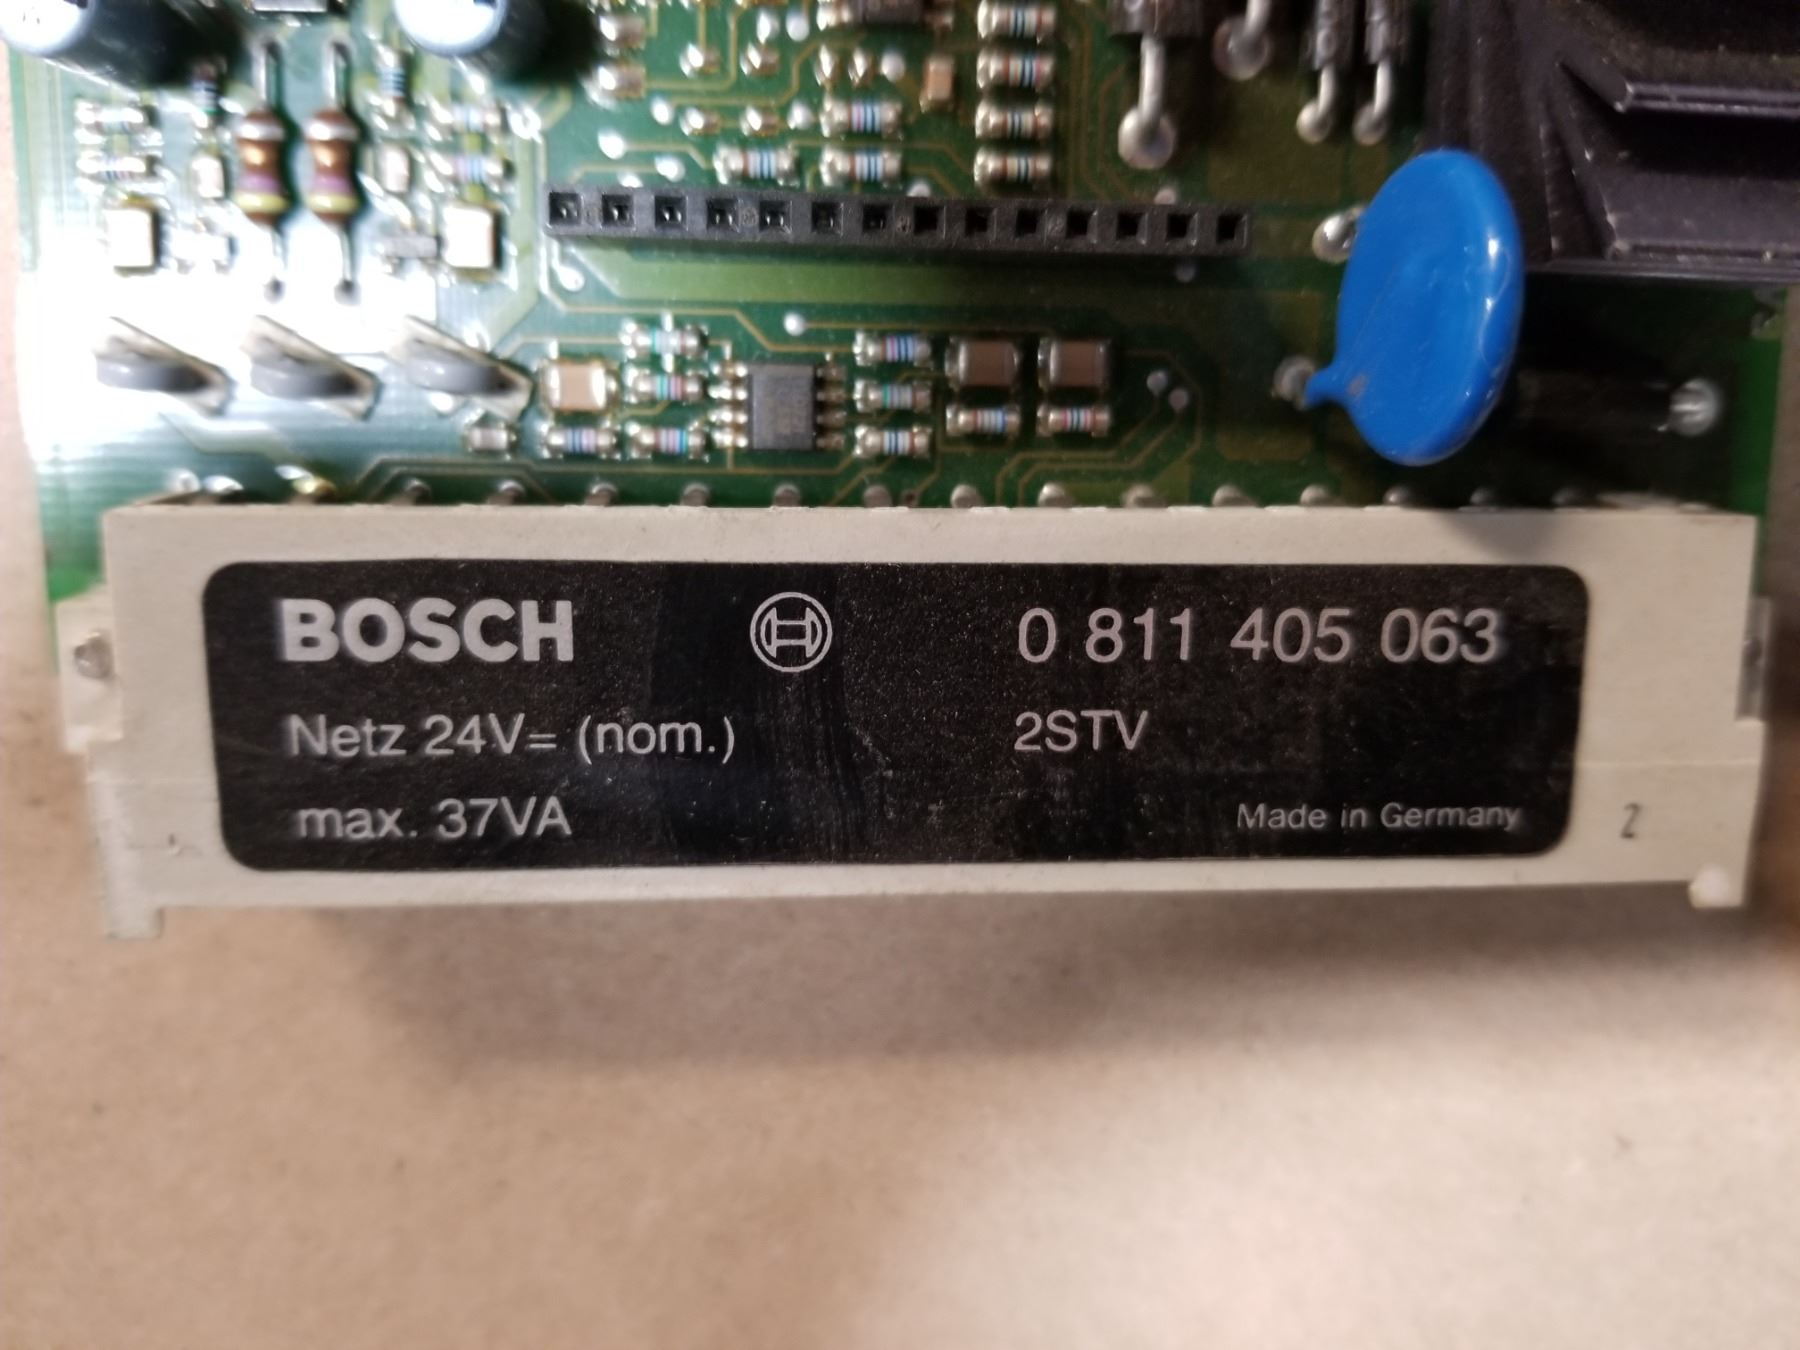 BOSCH 0 811 405 063
Netz 24V= (nom.) 2STV
max. 37VA Made in Germany
2